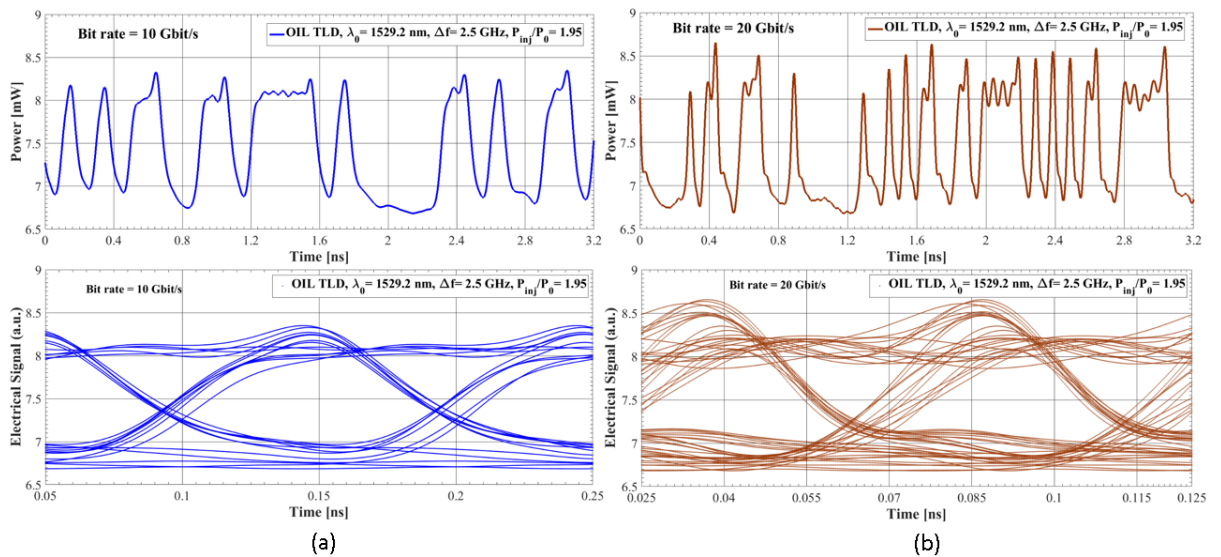 Bit rate = 10 Gbit/s
OIL TLD, λ0 = 1529.2 nm, Δf= 2.5 GHz, Pinj/P0= 1.95
9
8.5
8
7.5
7
6.5
Power [mW]
0 0.4 0.8 1.2 1.6 2 2.4 2.8 3.2
Time [ns]
Bit rate = 20 Gbit/s
OIL TLD, λ0 = 1529.2 nm, Δf= 2.5 GHz, Pinj/P0= 1.95
9
8.5
8
7.5
7
6.5
Power [mW]
0 0.4 0.8 1.2 1.6 2 2.4 2.8 3.2
Time [ns]
Bit rate = 10 Gbit/s
OIL TLD, λ0 = 1529.2 nm, Δf= 2.5 GHz, Pinj/P0= 1.95
9
8.5
8
7.5
7
6.5
Electrical Signal (a.u.)
0.05 0.1 0.15 0.2 0.25
Time [ns]
(a)
Bit rate = 20 Gbit/s
OIL TLD, λ0 = 1529.2 nm, Δf= 2.5 GHz, Pinj/P0= 1.95
9
8.5
8
7.5
7
6.5
Electrical Signal (a.u.)
0.025 0.04 0.055 0.07 0.085 0.1 0.115 0.125
Time [ns]
(b)